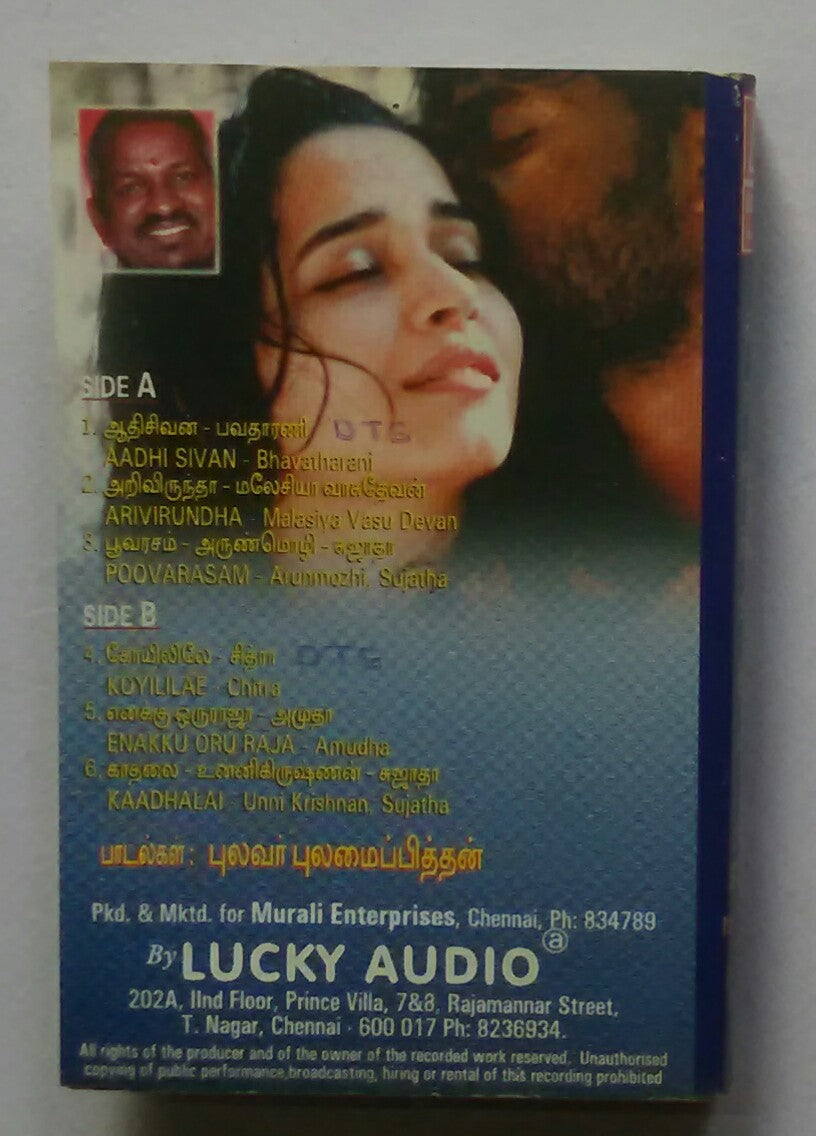 SIDE A
1. ஆதிசிவன - பவதாரணி DTS
AADHI SIVAN - Bhavatharani
2. அறிவிருந்தா - மலேசியா வாசுதேவன்
ARIVIRUNDHA - Malasiya Vasu Devan
3. பூவரசம் - அருண்மொழி - சுஜாதா
POOVARASAM - Arunmozhi, Sujatha
SIDE B
4. கோயிலிலே - சித்ரா DTS
KOYILILAE - Chitra
5. எனக்கு ஒருராஜா - அமுதா
ENAKKU ORU RAJA - Amudha
6. காதலை - உன்னிகிருஷ்ணன் - சுஜாதா
KAADHALAI - Unni Krishnan, Sujatha
பாடல்கள் : புலவர் புலமைப்பித்தன்
Pkd. & Mktd. for Murali Enterprises, Chennai, Ph: 834789
By LUCKY AUDIO ⓐ
202A, IInd Floor, Prince Villa, 7&8, Rajamannar Street,
T. Nagar, Chennai - 600 017 Ph: 8236934.
All rights of the producer and of the owner of the recorded work reserved. Unauthorised
copying of public performance,broadcasting, hiring or rental of this recording prohibited